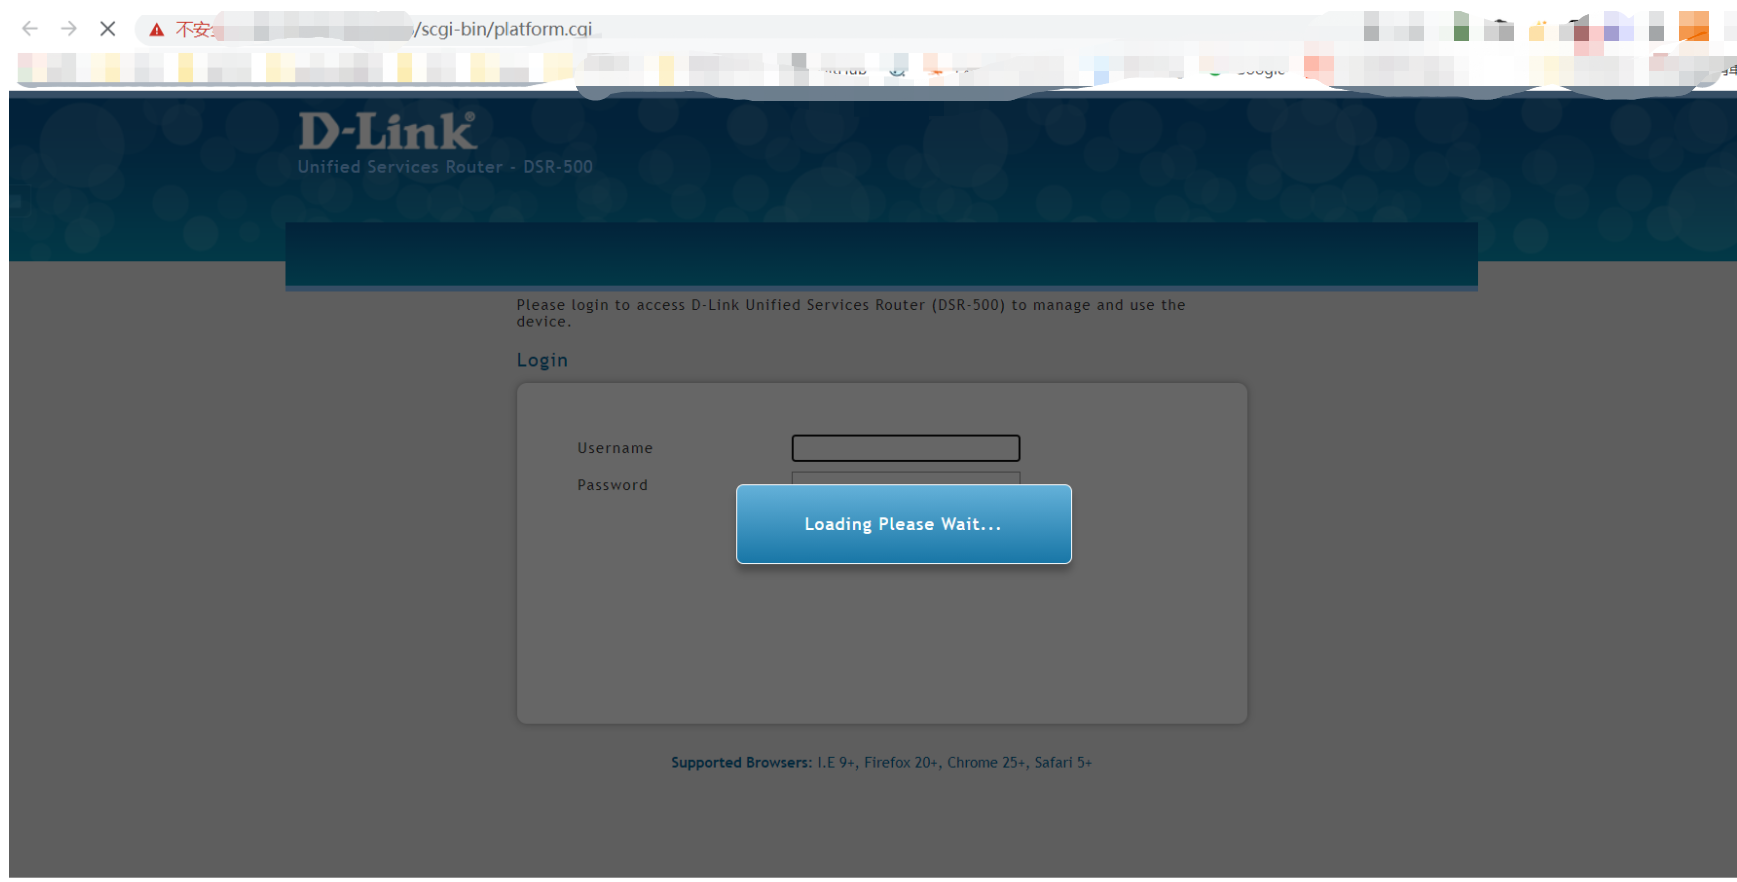 不安
/scgi-bin/platform.cgi
D-Link®
Unified Services Router - DSR-500
Please login to access D-Link Unified Services Router (DSR-500) to manage and use the
device.
Login
Username
Password
Loading Please Wait...
Supported Browsers: I.E 9+, Firefox 20+, Chrome 25+, Safari 5+